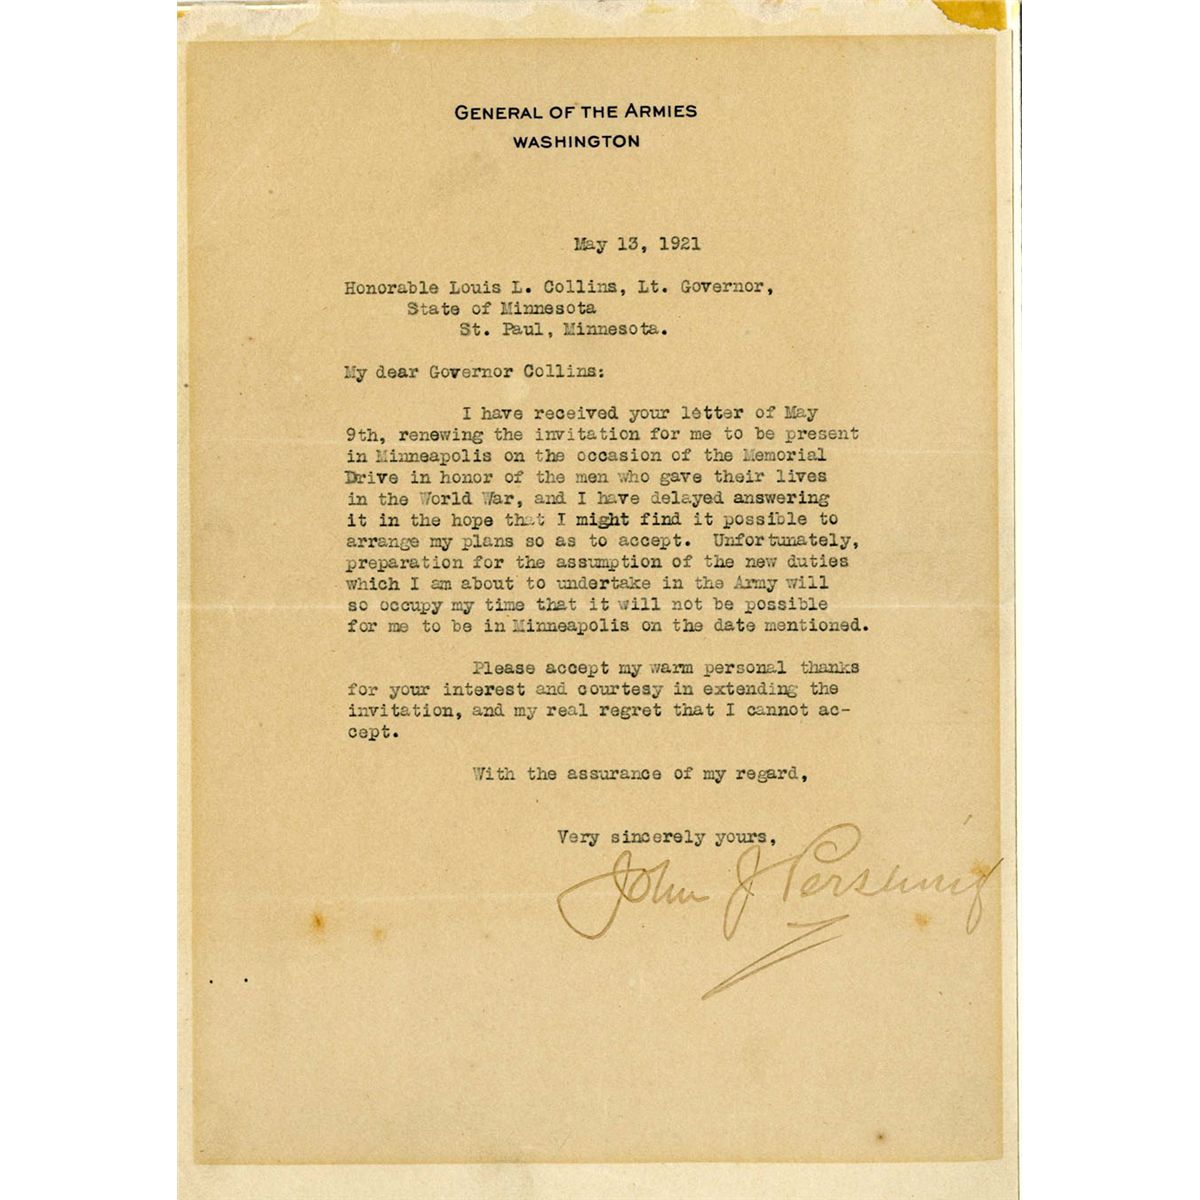 GENERAL OF THE ARMIES
WASHINGTON
May 13, 1921
Honorable Louis L. Collins, Lt. Governor,
State of Minnesota
St. Paul, Minnesota.
My dear Governor Collins:
I have received your letter of May
9th, renewing the invitation for me to be present
in Minneapolis on the occasion of the Memorial
Drive in honor of the men who gave their lives
in the World War, and I have delayed answering
it in the hope that I might find it possible to
arrange my plans so as to accept. Unfortunately,
preparation for the assumption of the new duties
which I am about to undertake in the Army will
so occupy my time that it will not be possible
for me to be in Minneapolis on the date mentioned.
Please accept my warm personal thanks
for your interest and courtesy in extending the
invitation, and my real regret that I cannot ac-
cept.
With the assurance of my regard,
Very sincerely yours,
John J Pershing